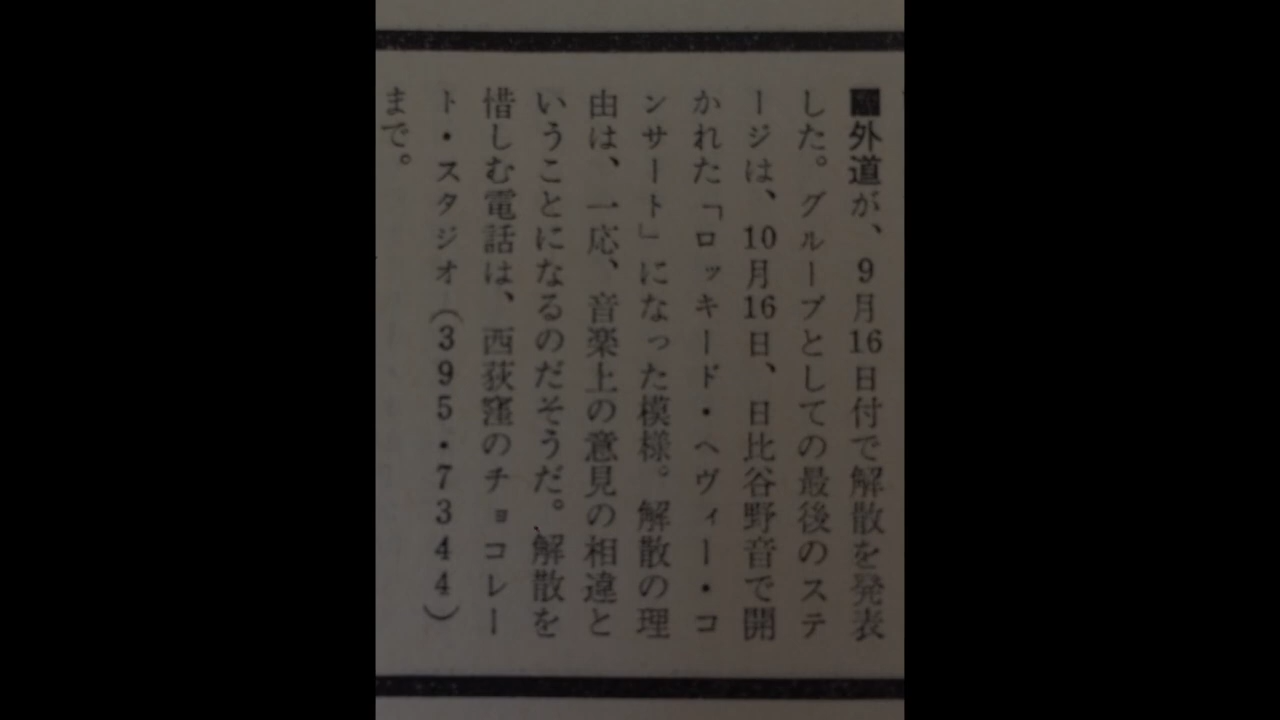 ■外道が、9月16日付で解散を発表
した。グループとしての最後のステ
ージは、10月16日、日比谷野音で開
かれた「ロッキード・ヘヴィー・コ
ンサート」になった模様。解散の理
由は、一応、音楽上の意見の相違と
いうことになるのだそうだ。解散を
惜しむ電話は、西荻窪のチョコレー
ト・スタジオ(395・7344)
まで。